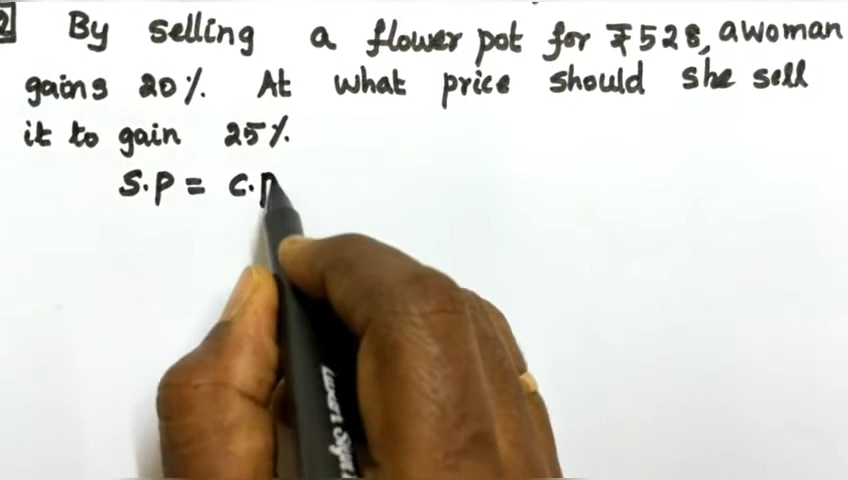 2 By selling a flower pot for ₹528, a woman
gains 20%. At what price should she sell
it to gain 25%.
S.P = C.P